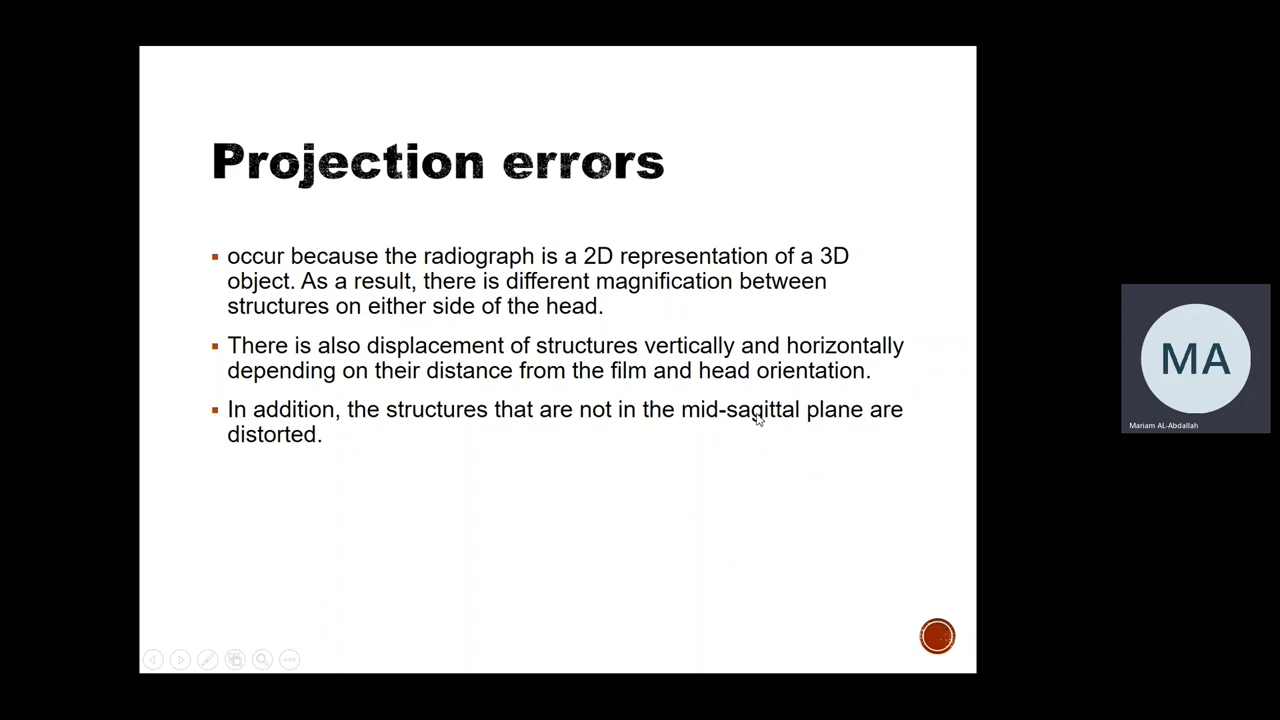 Projection errors
occur because the radiograph is a 2D representation of a 3D
object. As a result, there is different magnification between
structures on either side of the head.
There is also displacement of structures vertically and horizontally
depending on their distance from the film and head orientation.
In addition, the structures that are not in the mid-sagittal plane are
distorted.
MA
Mariam AL-Abdallah